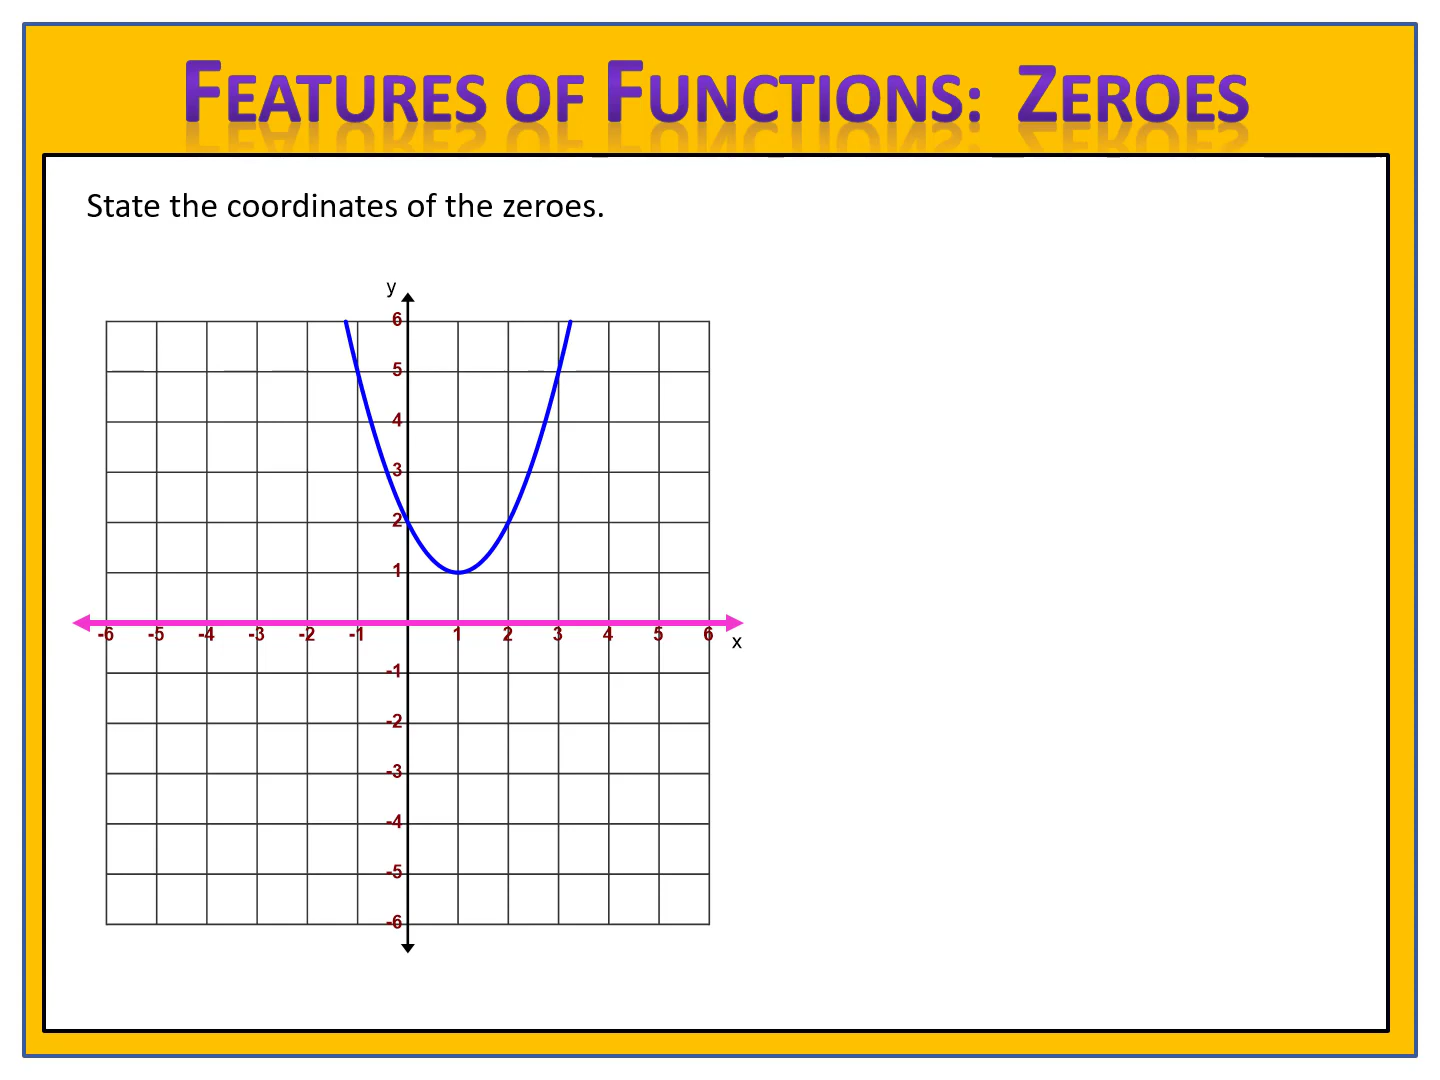 FEATURES OF FUNCTIONS: ZEROES
State the coordinates of the zeroes.
y
6
5
4
3
2
1
-6 -5 -4 -3 -2 -1 1 2 3 4 5 6
x
-1
-2
-3
-4
-5
-6